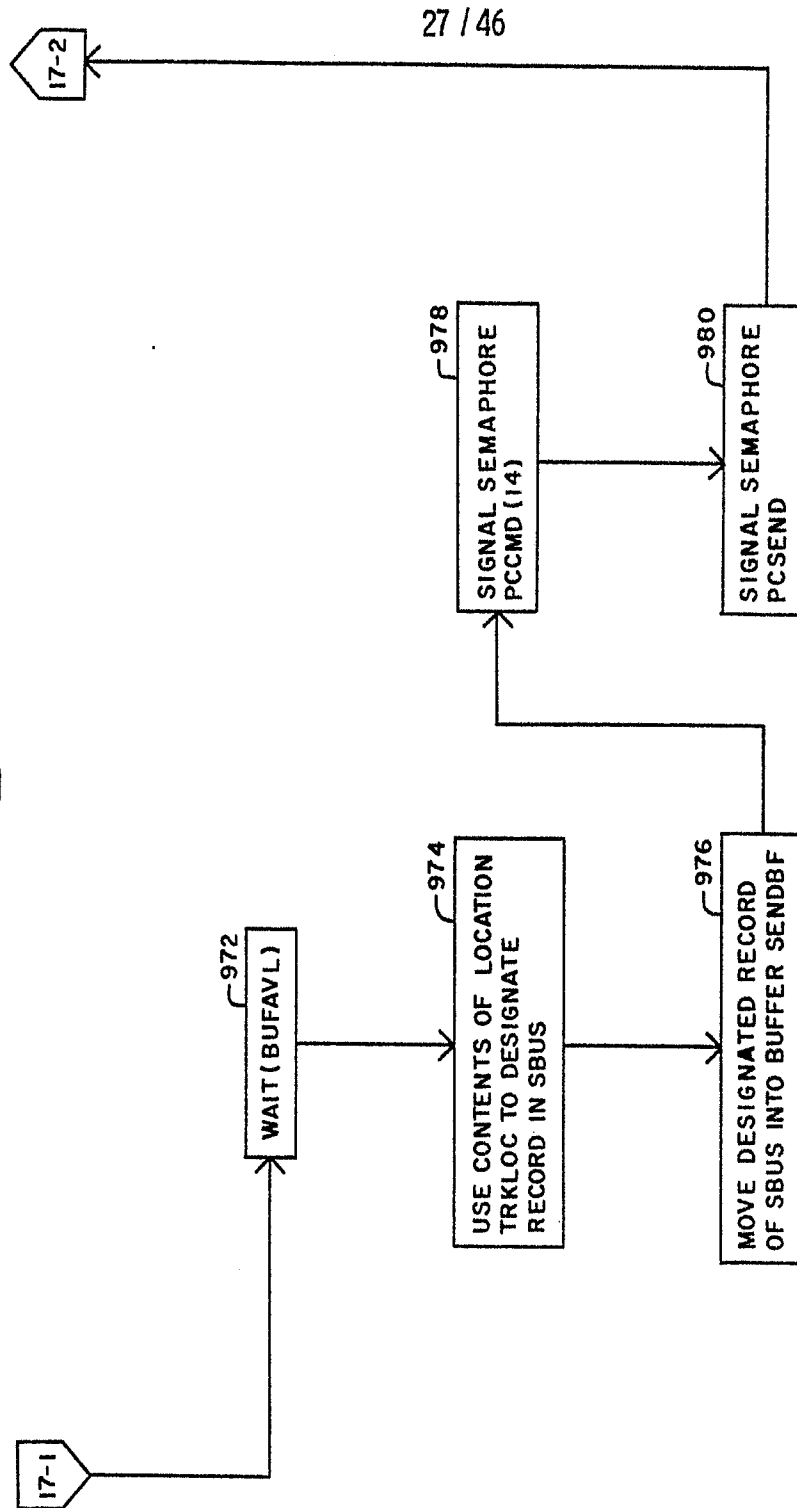 27 / 46
17-1
972
WAIT(BUFAVL)
974
USE CONTENTS OF LOCATION
TRKLOC TO DESIGNATE
RECORD IN SBUS
976
MOVE DESIGNATED RECORD
OF SBUS INTO BUFFER SENDBF
978
SIGNAL SEMAPHORE
PCCMD(14)
980
SIGNAL SEMAPHORE
PCSEND
17-2